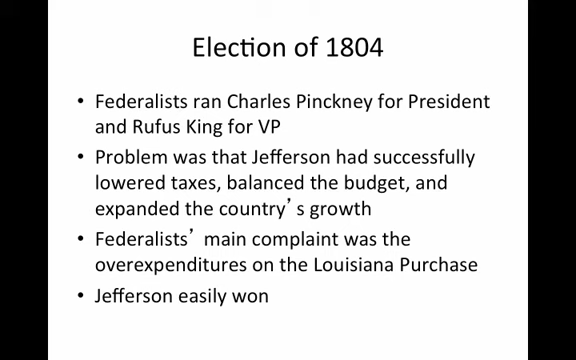 Election of 1804
• Federalists ran Charles Pinckney for President
and Rufus King for VP
• Problem was that Jefferson had successfully
lowered taxes, balanced the budget, and
expanded the country’s growth
• Federalists’ main complaint was the
overexpenditures on the Louisiana Purchase
• Jefferson easily won